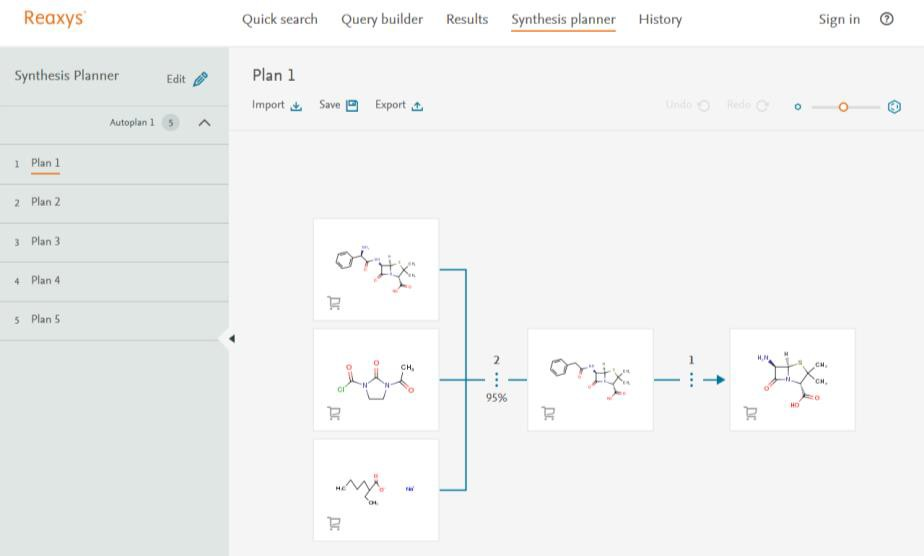 Reaxys
Quick search Query builder Results Synthesis planner History Sign in
Synthesis Planner Edit
Autoplan 1 5
1 Plan 1
2 Plan 2
3 Plan 3
4 Plan 4
5 Plan 5
Plan 1
Import Save Export Undo Redo
O O CH₃
Cl N N O
H₃C
CH₃
2
95%
1
H₂N H S CH₃
O N CH₃
HO O